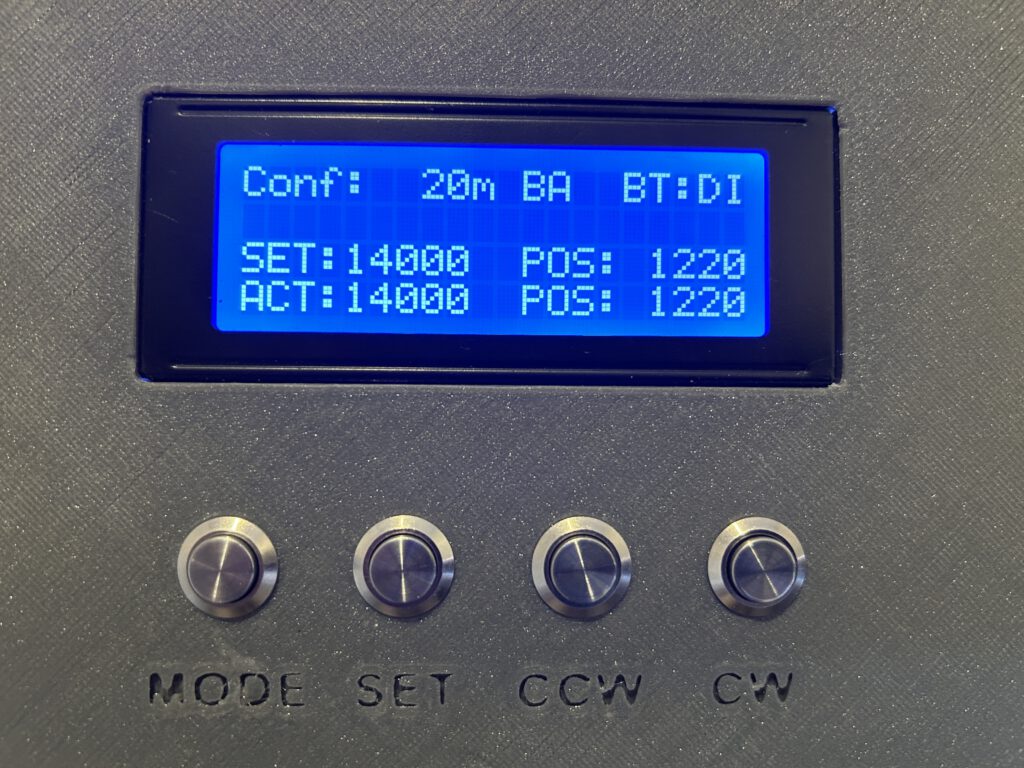 Conf: 20m BA BT:DI
SET:14000 POS: 1220
ACT:14000 POS: 1220
MODE SET CCW CW